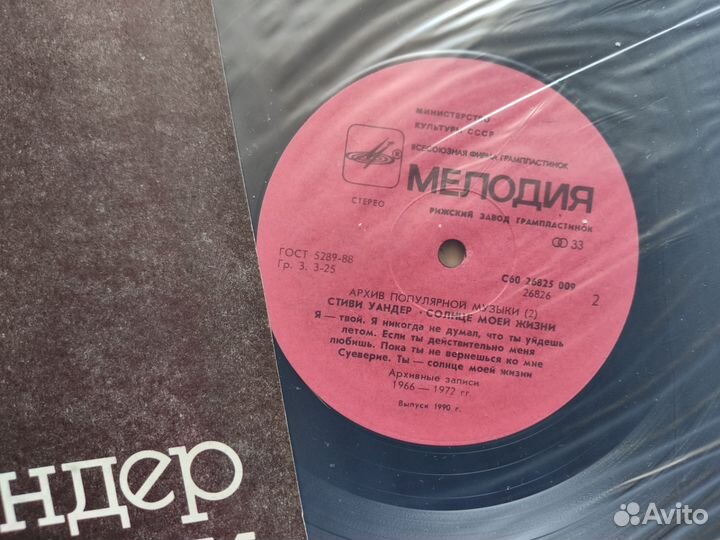 МИНИСТЕРСТВО
КУЛЬТУРЫ СССР
ВСЕСОЮЗНАЯ ФИРМА ГРАМПЛАСТИНОК
МЕЛОДИЯ
СТЕРЕО
РИЖСКИЙ ЗАВОД ГРАМПЛАСТИНОК
33
ГОСТ 5289-88
Гр. 3. 3-25
С60 26825 009
26826
2
АРХИВ ПОПУЛЯРНОЙ МУЗЫКИ (2)
СТИВИ УАНДЕР · СОЛНЦЕ МОЕЙ ЖИЗНИ
Я — твой. Я никогда не думал, что ты уйдешь
летом. Если ты действительно меня
любишь. Пока ты не вернешься ко мне
Суеверие. Ты — солнце моей жизни
Архивные записи
1966 — 1972 гг.
Выпуск 1990 г.
ндер
Avito